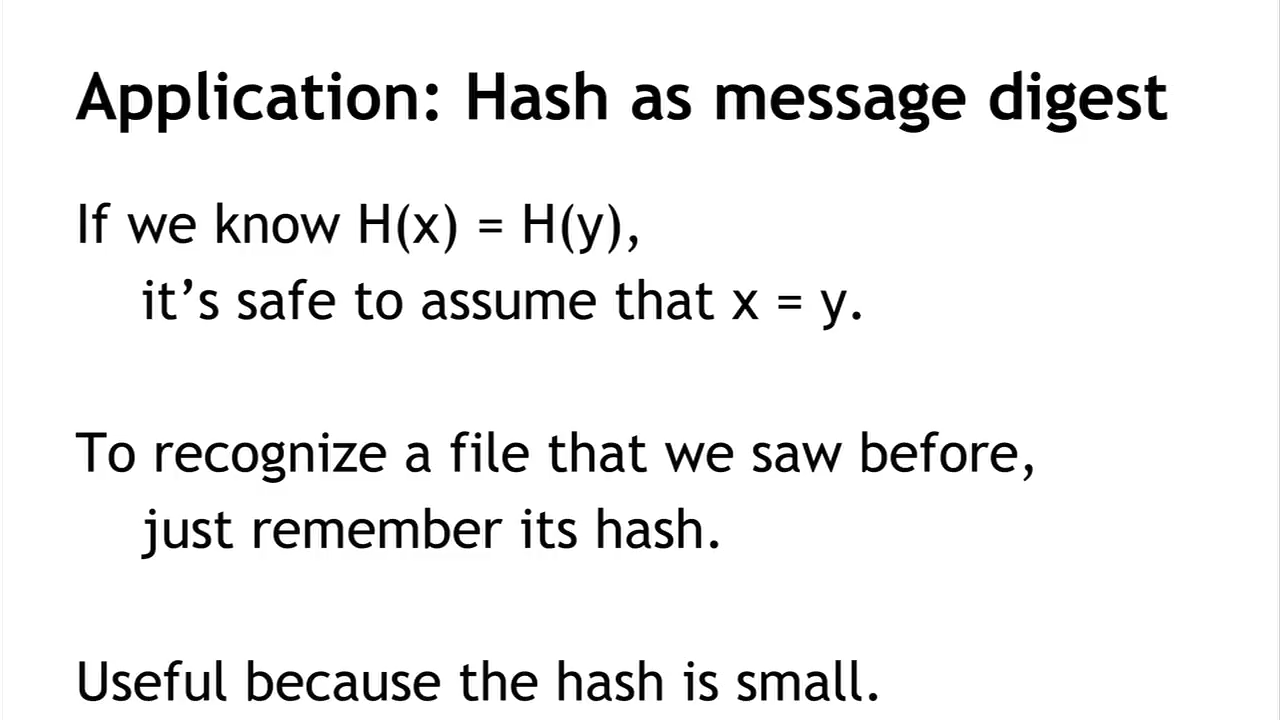 Application: Hash as message digest
If we know H(x) = H(y),
it’s safe to assume that x = y.
To recognize a file that we saw before,
just remember its hash.
Useful because the hash is small.